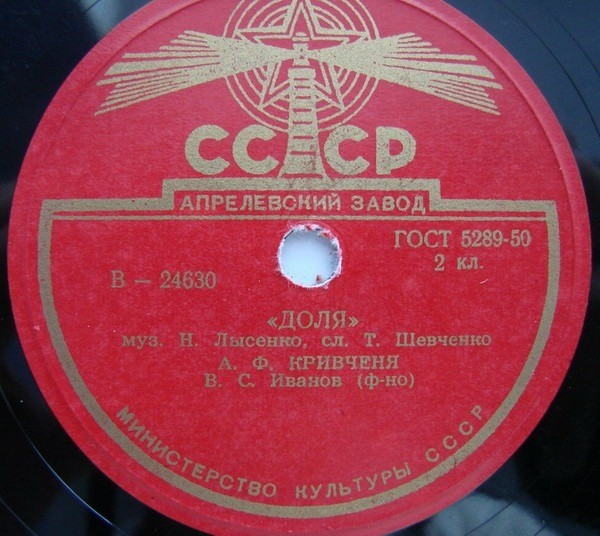 СССР
АПРЕЛЕВСКИЙ ЗАВОД
ГОСТ 5289-50
2 кл.
В — 24630
«ДОЛЯ»
муз. Н. Лысенко, сл. Т. Шевченко
А. Ф. КРИВЧЕНЯ
В. С. Иванов (ф-но)
МИНИСТЕРСТВО КУЛЬТУРЫ СССР